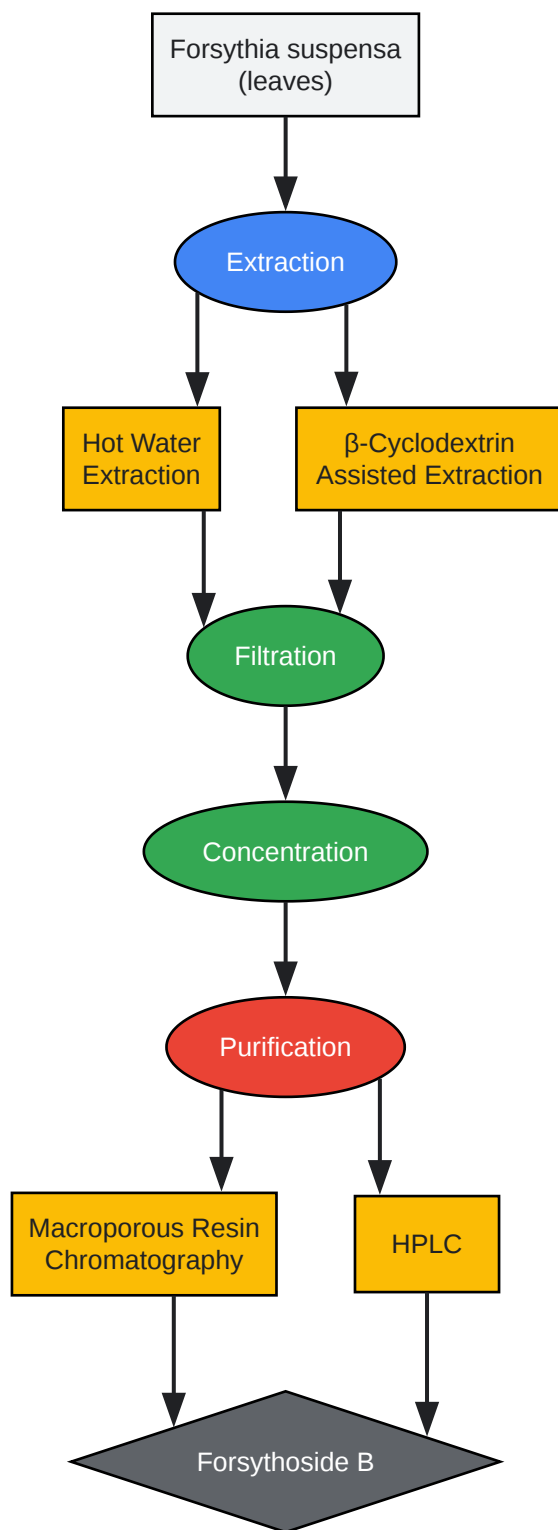 Forsythia suspensa
(leaves)
Extraction
Hot Water
Extraction
β-Cyclodextrin
Assisted Extraction
Filtration
Concentration
Purification
Macroporous Resin
Chromatography
HPLC
Forsythoside B